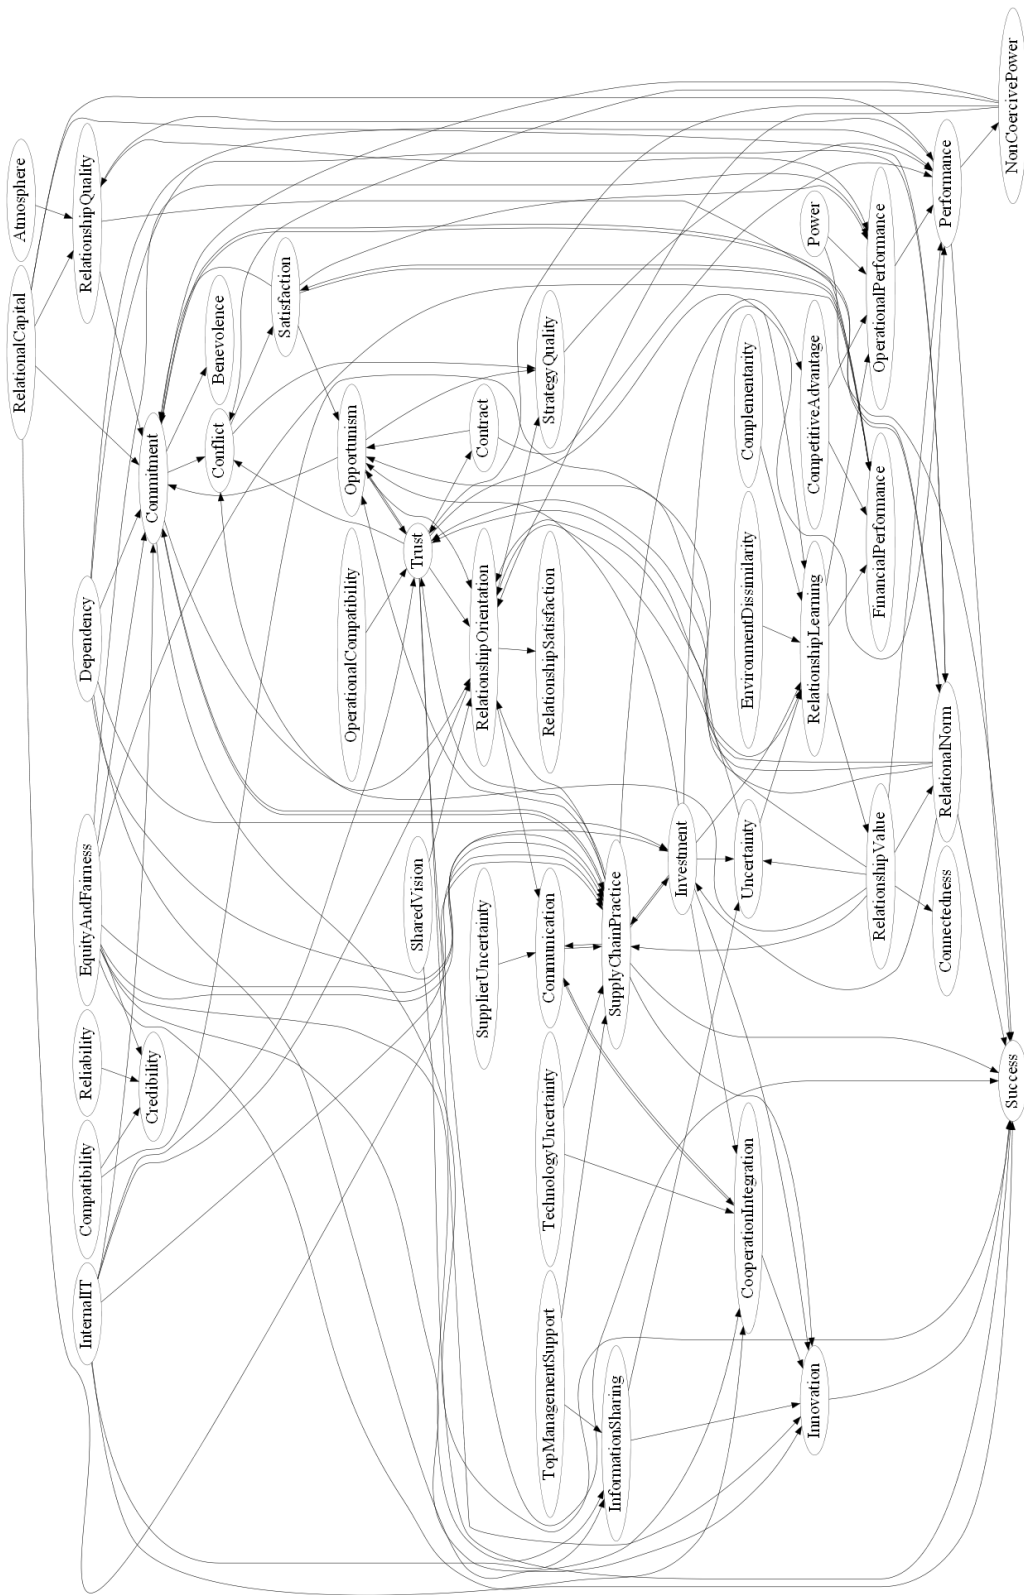 InternalIT
Compatibility
Reliability
EquityAndFairness
Dependency
RelationalCapital
RelationshipQuality
Atmosphere
Credibility
Commitment
Conflict
Benevolence
Satisfaction
OperationalCompatibility
Opportunism
SharedVision
Trust
Contract
SupplierUncertainty
RelationshipOrientation
TopManagementSupport
TechnologyUncertainty
Communication
RelationshipSatisfaction
StrategyQuality
InformationSharing
SupplyChainPractice
Investment
CooperationIntegration
Uncertainty
EnvironmentDissimilarity
Complementarity
Innovation
RelationshipLearning
CompetitiveAdvantage
Power
RelationshipValue
FinancialPerformance
OperationalPerformance
Connectedness
RelationalNorm
Performance
Success
NonCoercivePower